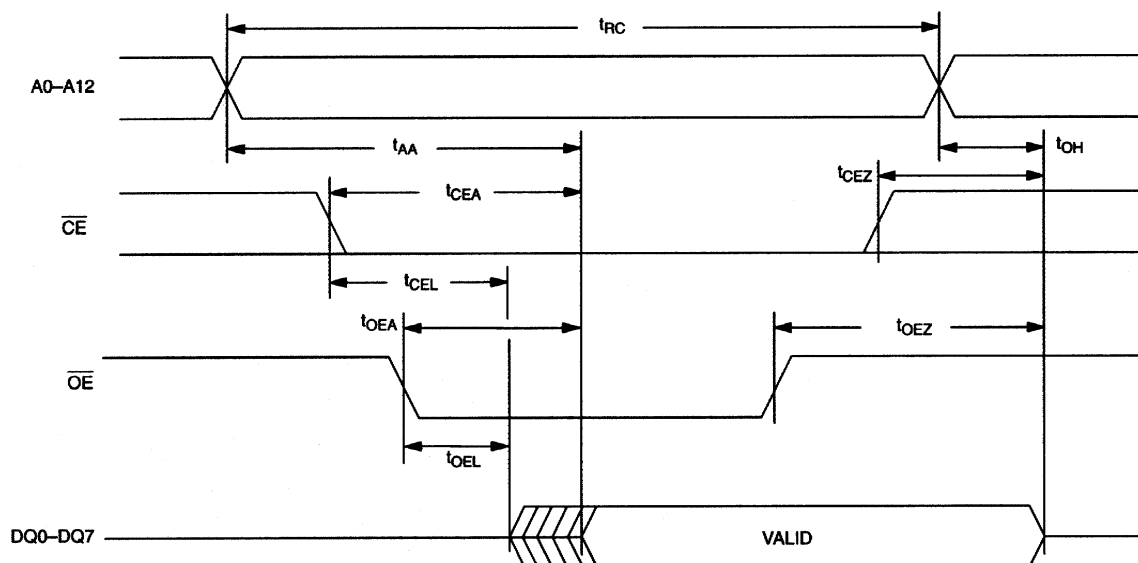 tRC
A0–A12
tAA
tOH
tCEA
tCEZ
CE
tCEL
tOEA
tOEZ
OE
tOEL
DQ0–DQ7
VALID